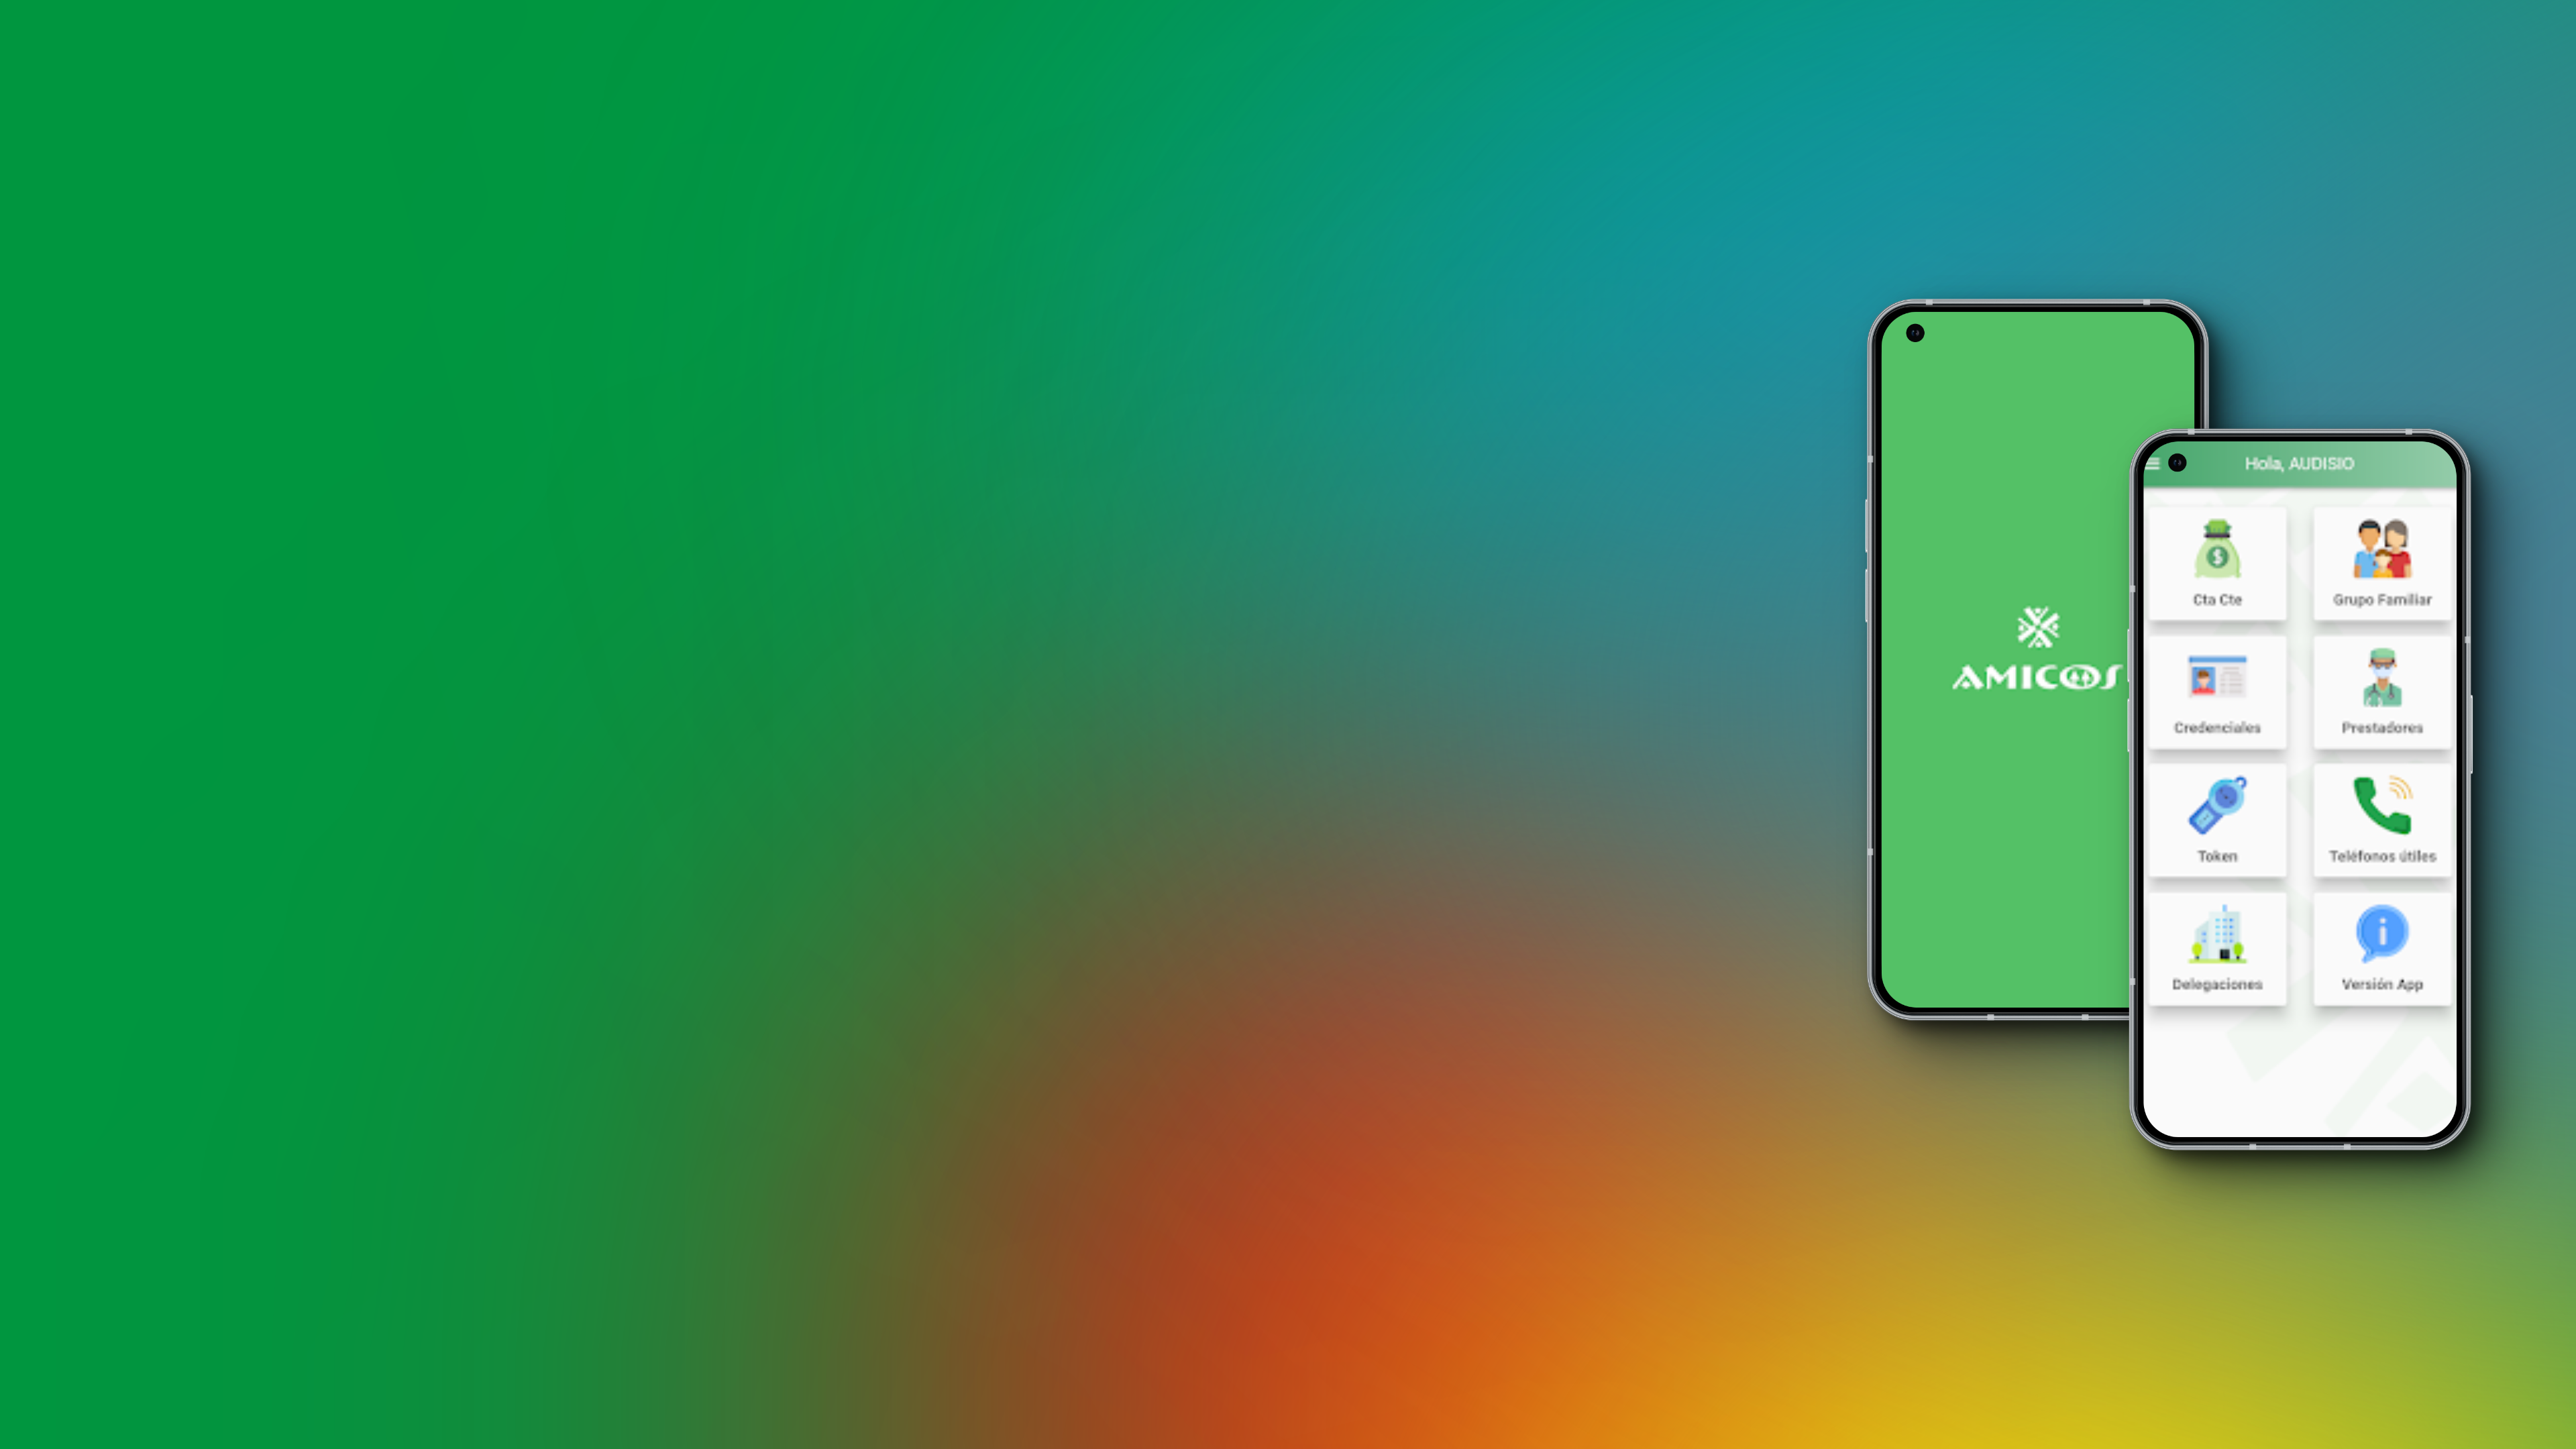 AMICOS
Hola, AUDISIO
$
Cta Cte
Grupo Familiar
Credenciales
Prestadores
Token
Teléfonos útiles
i
Delegaciones
Versión App